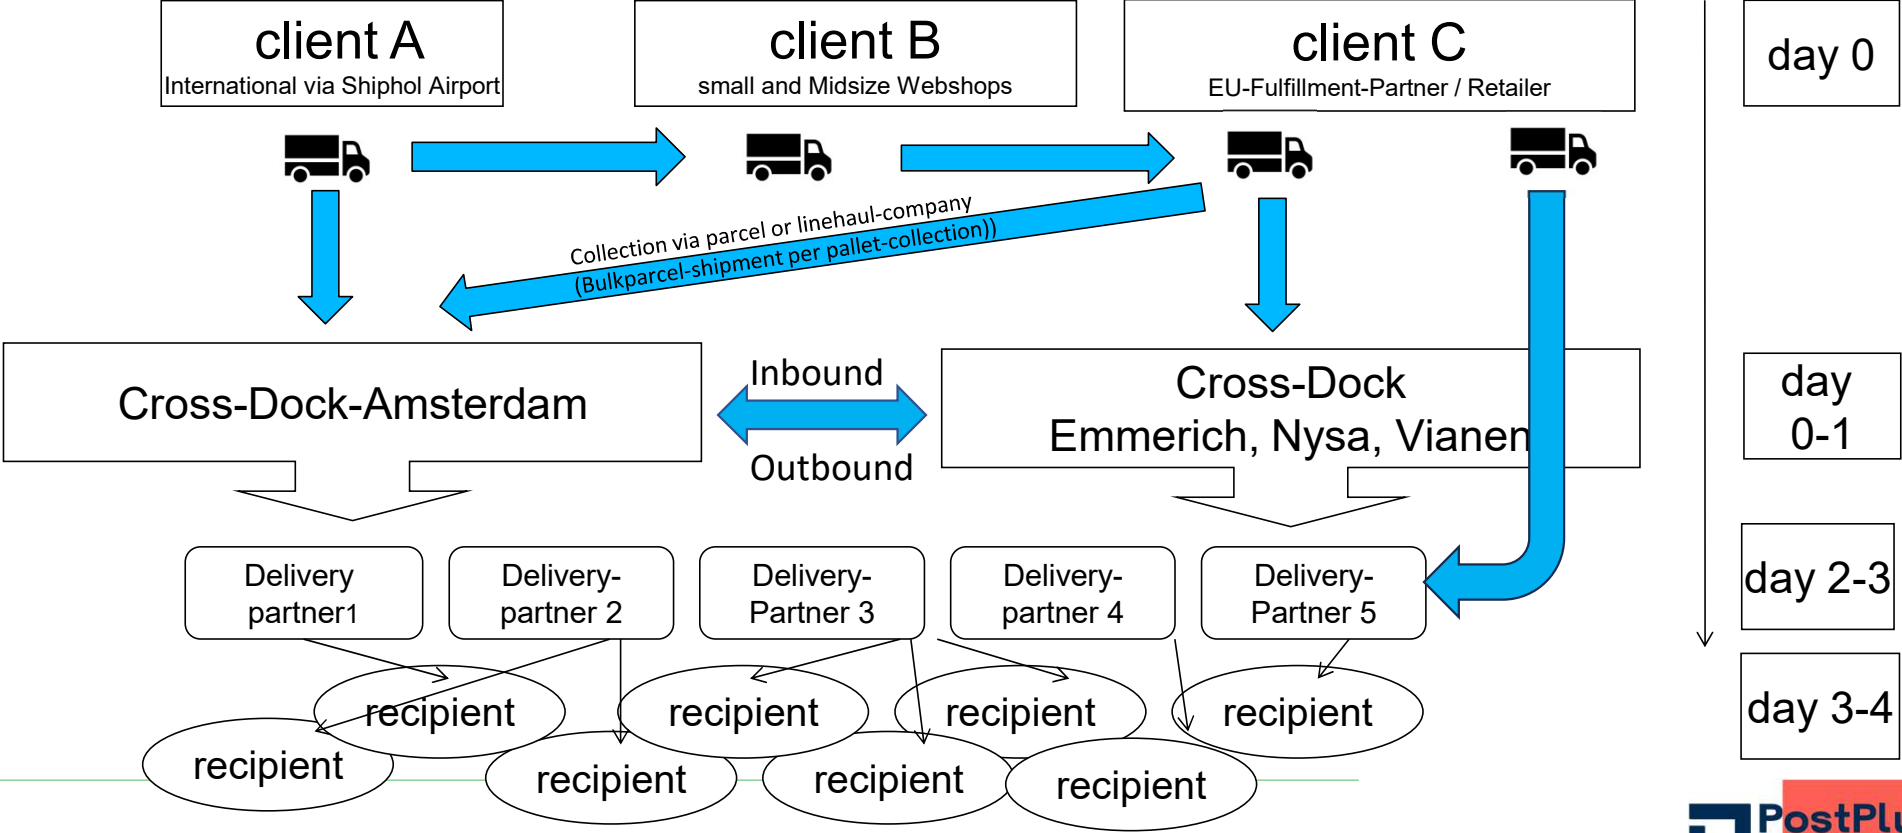 client A
International via Shiphol Airport
client B
small and Midsize Webshops
client C
EU-Fulfillment-Partner / Retailer
day 0
Collection via parcel or linehaul-company
(Bulkparcel-shipment per pallet-collection))
Cross-Dock-Amsterdam
Inbound
Outbound
Cross-Dock
Emmerich, Nysa, Vianen
day
0-1
Delivery
partner1
Delivery-
partner 2
Delivery-
Partner 3
Delivery-
partner 4
Delivery-
Partner 5
day 2-3
recipient
recipient
recipient
recipient
day 3-4
recipient
recipient
recipient
recipient